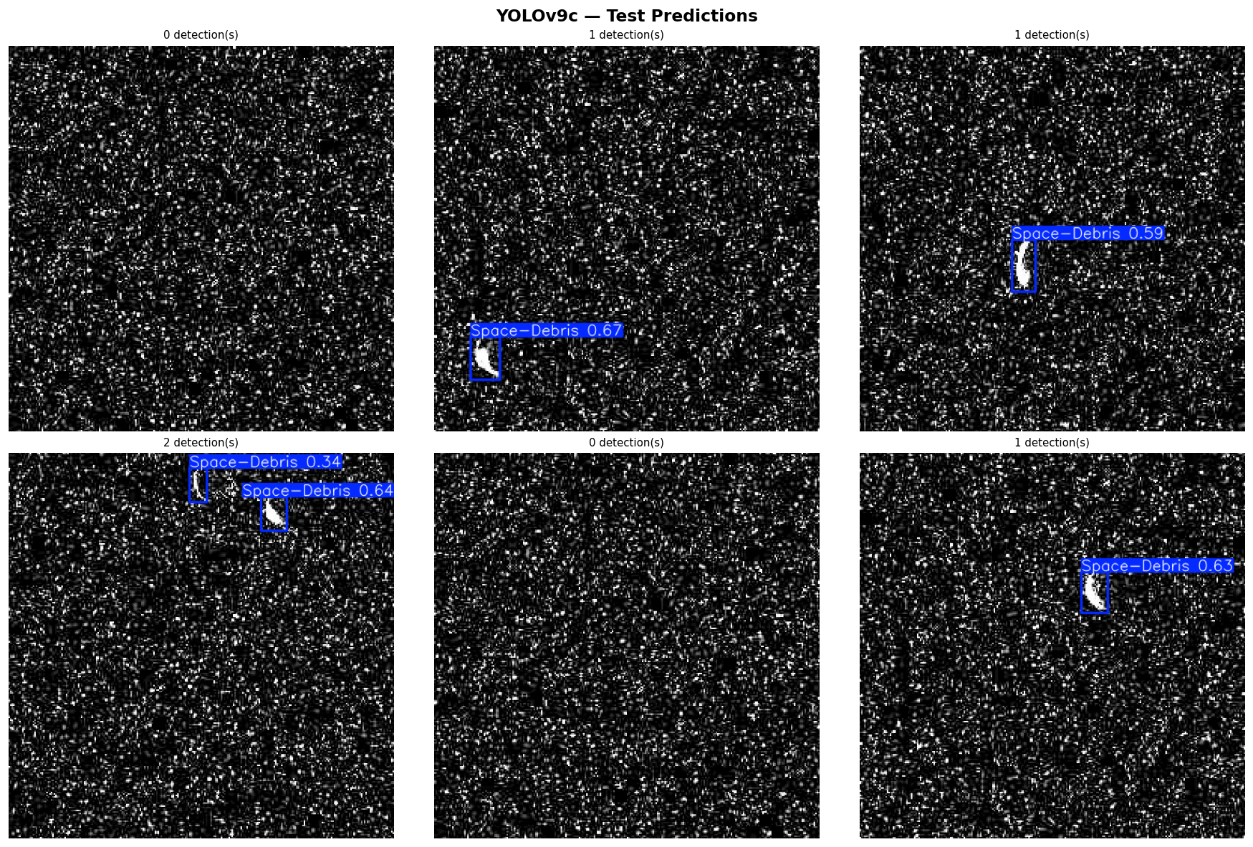 YOLOv9c — Test Predictions
0 detection(s)
1 detection(s)
1 detection(s)
Space-Debris 0.67
Space-Debris 0.59
2 detection(s)
0 detection(s)
1 detection(s)
Space-Debris 0.34
Space-Debris 0.64
Space-Debris 0.63